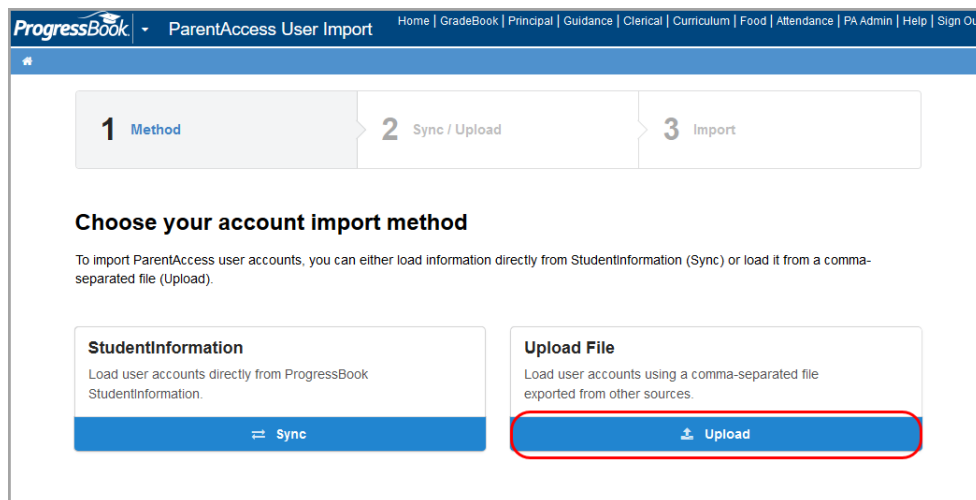 ProgressBook ParentAccess User Import Home | GradeBook | Principal | Guidance | Clerical | Curriculum | Food | Attendance | PA Admin | Help | Sign Ou
1 Method 2 Sync / Upload 3 Import
Choose your account import method
To import ParentAccess user accounts, you can either load information directly from StudentInformation (Sync) or load it from a comma-
separated file (Upload).
StudentInformation
Load user accounts directly from ProgressBook
StudentInformation.
Sync
Upload File
Load user accounts using a comma-separated file
exported from other sources.
Upload